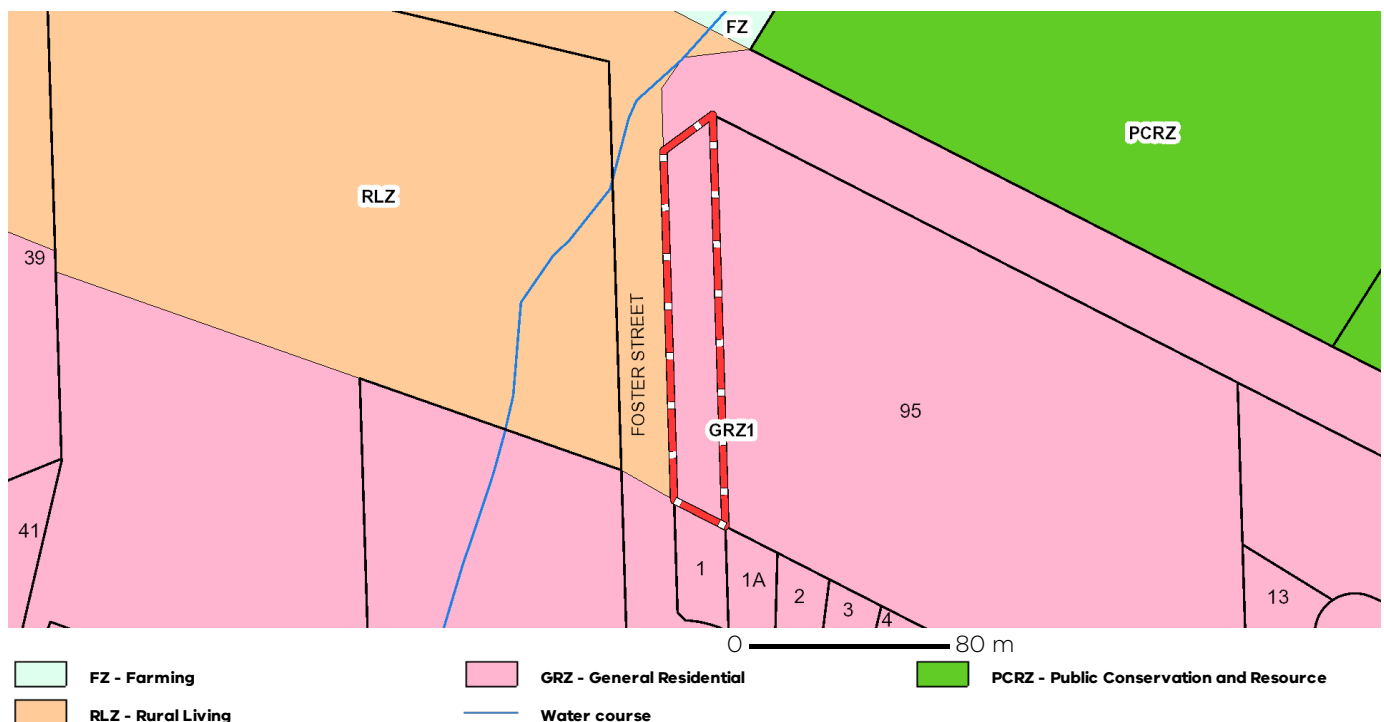 FZ
PCRZ
RLZ
39
FOSTER STREET
95
GRZ1
41
1
1A
2
3
4
13
0 80 m
FZ - Farming
GRZ - General Residential
PCRZ - Public Conservation and Resource
RLZ - Rural Living
Water course